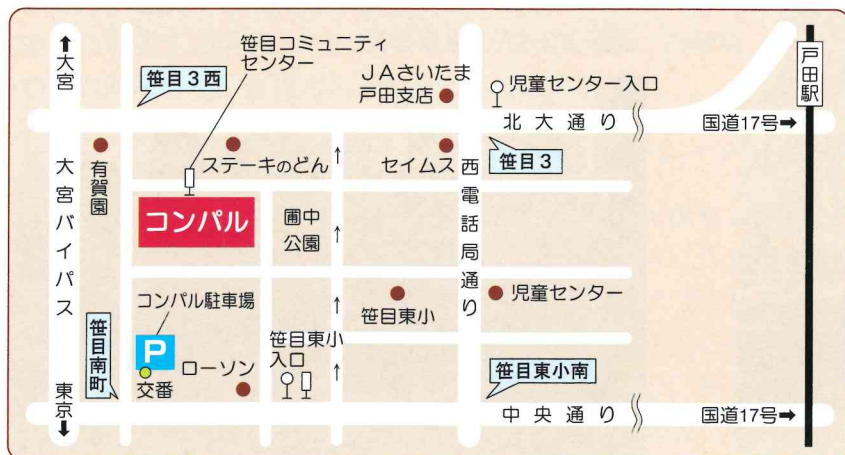 大宮
笹目3西
笹目コミュニティ
センター
JAさいたま
戸田支店
児童センター入口
戸田駅
北大通り
国道17号
大宮バイパス
有賀園
ステーキのどん
セイムス
笹目3
西電話局通り
コンパル
圃中
公園
コンパル駐車場
P
交番
笹目南町
ローソン
笹目東小
入口
笹目東小
児童センター
笹目東小南
東京
中央通り
国道17号